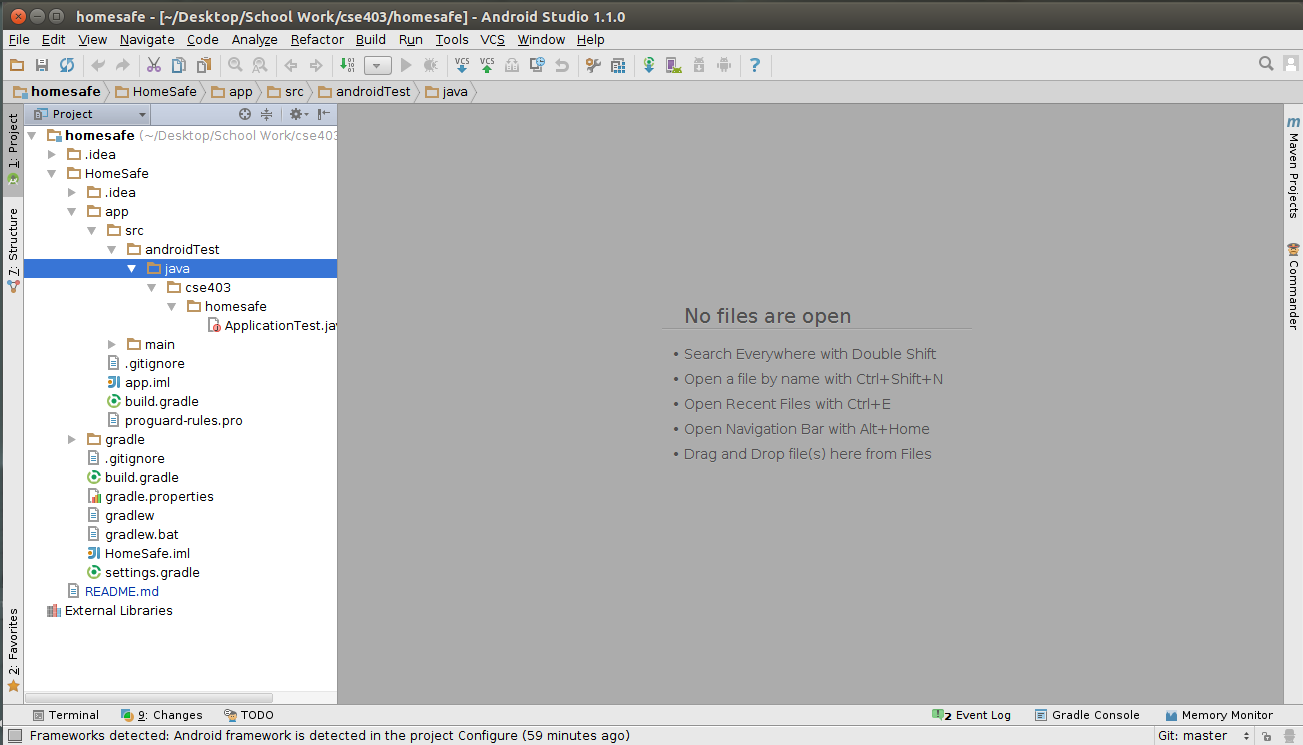 homesafe - [~/Desktop/School Work/cse403/homesafe] - Android Studio 1.1.0
File Edit View Navigate Code Analyze Refactor Build Run Tools VCS Window Help
VCS VCS ?
homesafe HomeSafe app src androidTest java
1: Project
7: Structure
2: Favorites
Project
homesafe (~/Desktop/School Work/cse403
.idea
HomeSafe
.idea
app
src
androidTest
java
cse403
homesafe
ApplicationTest.jav
main
.gitignore
app.iml
build.gradle
proguard-rules.pro
gradle
.gitignore
build.gradle
gradle.properties
gradlew
gradlew.bat
HomeSafe.iml
settings.gradle
README.md
External Libraries
No files are open
• Search Everywhere with Double Shift
• Open a file by name with Ctrl+Shift+N
• Open Recent Files with Ctrl+E
• Open Navigation Bar with Alt+Home
• Drag and Drop file(s) here from Files
m Maven Projects
Commander
Terminal 9: Changes TODO 2 Event Log Gradle Console Memory Monitor
Frameworks detected: Android framework is detected in the project Configure (59 minutes ago) Git: master